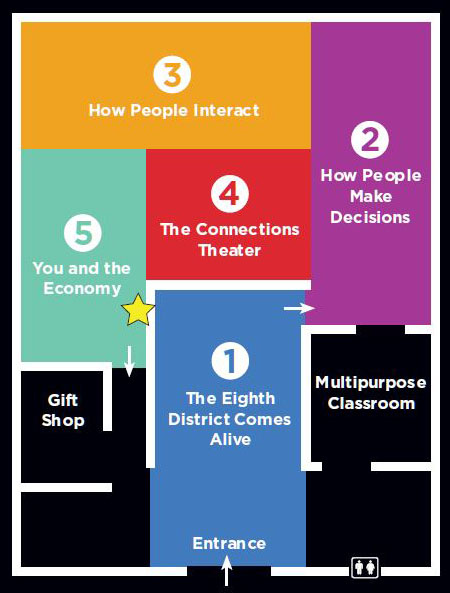 3
How People Interact
2
How People
Make
Decisions
4
The Connections
Theater
5
You and the
Economy
1
The Eighth
District Comes
Alive
Multipurpose
Classroom
Gift
Shop
Entrance